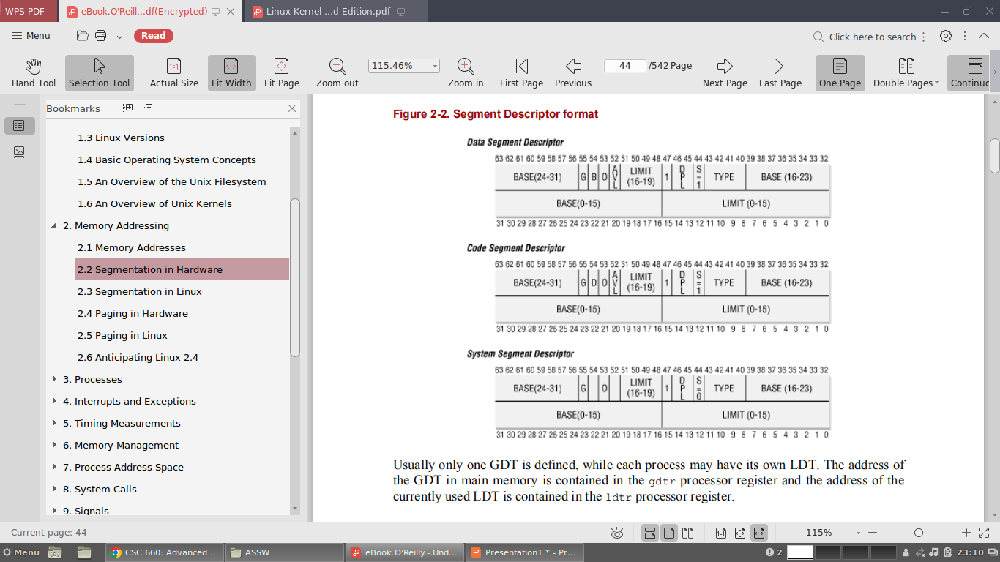 WPS PDF
eBook.O'Reill...df(Encrypted)
Linux Kernel ...d Edition.pdf
Menu
Read
Click here to search
Hand Tool
Selection Tool
1:1
Actual Size
Fit Width
Fit Page
Zoom out
115.46%
Zoom in
First Page
Previous
44 /542 Page
Next Page
Last Page
One Page
Double Pages
Continuc
Bookmarks
1.3 Linux Versions
1.4 Basic Operating System Concepts
1.5 An Overview of the Unix Filesystem
1.6 An Overview of Unix Kernels
2. Memory Addressing
2.1 Memory Addresses
2.2 Segmentation in Hardware
2.3 Segmentation in Linux
2.4 Paging in Hardware
2.5 Paging in Linux
2.6 Anticipating Linux 2.4
3. Processes
4. Interrupts and Exceptions
5. Timing Measurements
6. Memory Management
7. Process Address Space
8. System Calls
9. Signals
Figure 2-2. Segment Descriptor format
Data Segment Descriptor
63 62 61 60 59 58 57 56 55 54 53 52 51 50 49 48 47 46 45 44 43 42 41 40 39 38 37 36 35 34 33 32
BASE(24-31) G B O AVL LIMIT (16-19) 1 DPL S=1 TYPE BASE (16-23)
BASE(0-15) LIMIT (0-15)
31 30 29 28 27 26 25 24 23 22 21 20 19 18 17 16 15 14 13 12 11 10 9 8 7 6 5 4 3 2 1 0
Code Segment Descriptor
63 62 61 60 59 58 57 56 55 54 53 52 51 50 49 48 47 46 45 44 43 42 41 40 39 38 37 36 35 34 33 32
BASE(24-31) G D O AVL LIMIT (16-19) 1 DPL S=1 TYPE BASE (16-23)
BASE(0-15) LIMIT (0-15)
31 30 29 28 27 26 25 24 23 22 21 20 19 18 17 16 15 14 13 12 11 10 9 8 7 6 5 4 3 2 1 0
System Segment Descriptor
63 62 61 60 59 58 57 56 55 54 53 52 51 50 49 48 47 46 45 44 43 42 41 40 39 38 37 36 35 34 33 32
BASE(24-31) G O LIMIT (16-19) 1 DPL S=0 TYPE BASE (16-23)
BASE(0-15) LIMIT (0-15)
31 30 29 28 27 26 25 24 23 22 21 20 19 18 17 16 15 14 13 12 11 10 9 8 7 6 5 4 3 2 1 0
Usually only one GDT is defined, while each process may have its own LDT. The address of
the GDT in main memory is contained in the gdtr processor register and the address of the
currently used LDT is contained in the ldtr processor register.
Current page: 44
1:1
115%
Menu
CSC 660: Advanced ...
ASSW
eBook.O'Reilly.-.Und...
Presentation1 * - Pr...
2
23:10